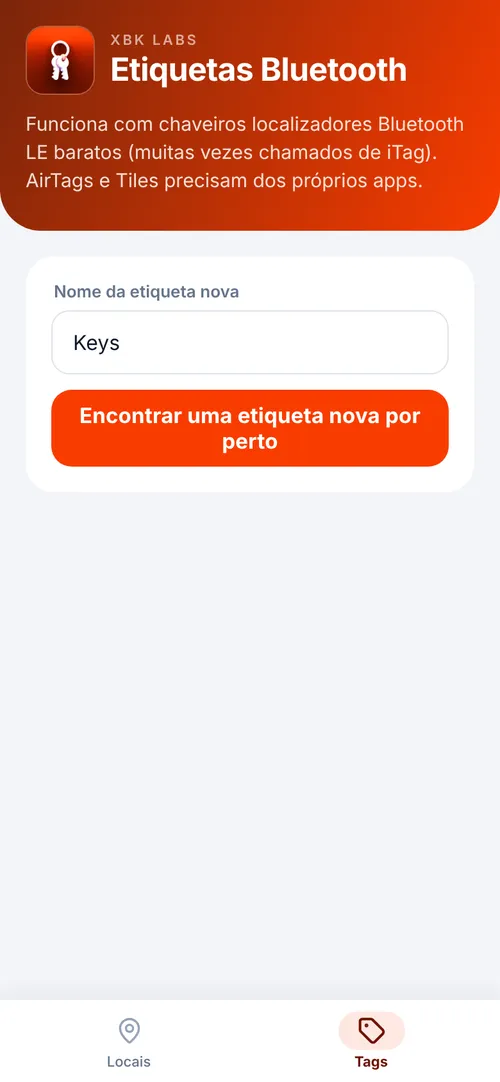 XBK LABS
Etiquetas Bluetooth
Funciona com chaveiros localizadores Bluetooth
LE baratos (muitas vezes chamados de iTag).
AirTags e Tiles precisam dos próprios apps.
Nome da etiqueta nova
Keys
Encontrar uma etiqueta nova por
perto
Locais
Tags